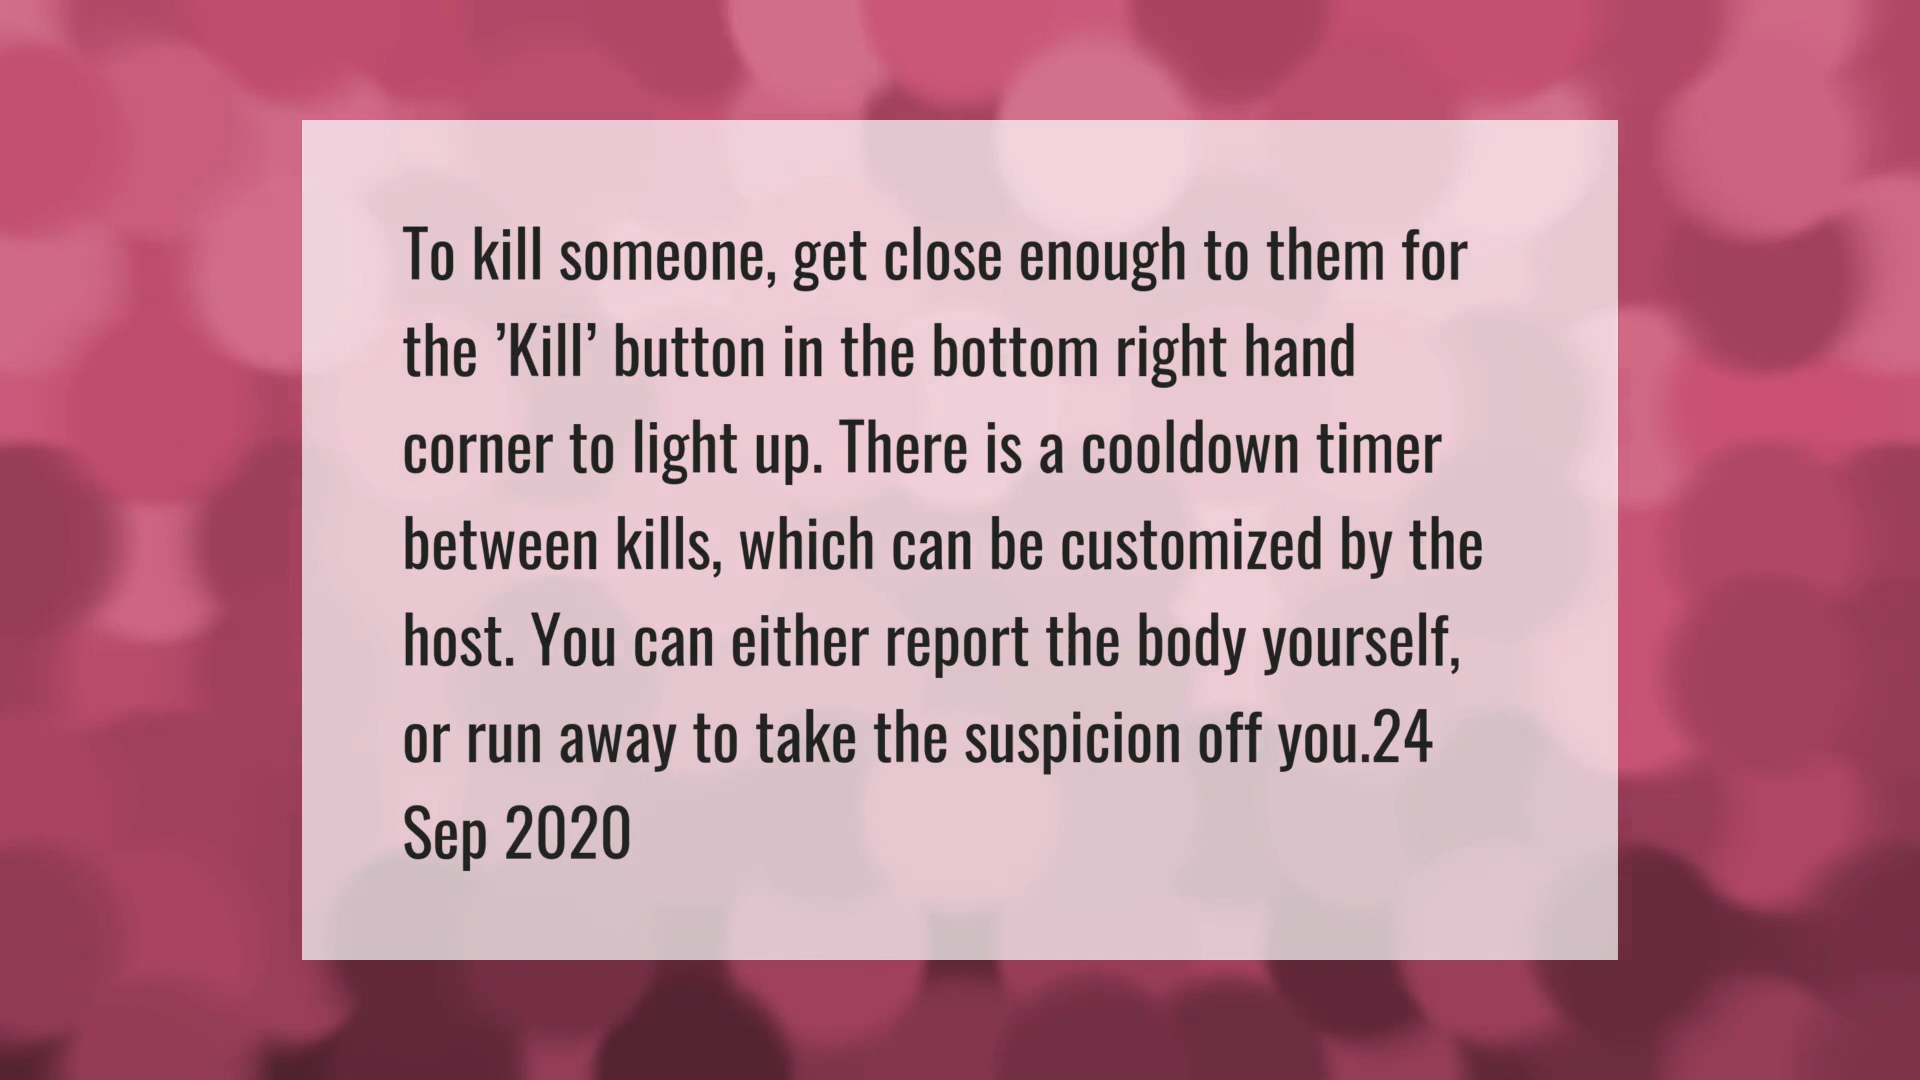 To kill someone, get close enough to them for
the ’Kill’ button in the bottom right hand
corner to light up. There is a cooldown timer
between kills, which can be customized by the
host. You can either report the body yourself,
or run away to take the suspicion off you.24
Sep 2020